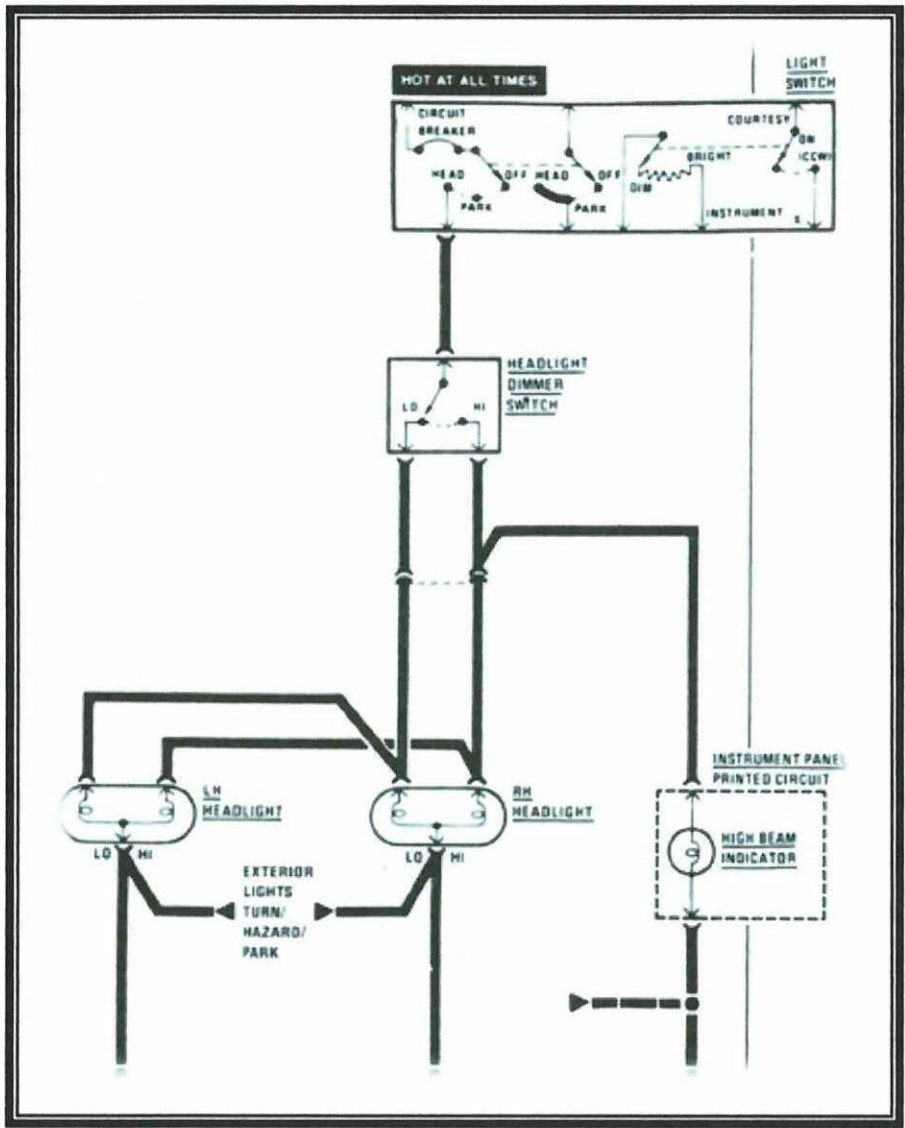 HOT AT ALL TIMES
LIGHT
SWITCH
CIRCUIT
BREAKER
COURTESY
ON
(CCW)
HEAD
OFF
HEAD
OFF
BRIGHT
DIM
PARK
PARK
INSTRUMENT
X
HEADLIGHT
DIMMER
SWITCH
LO
HI
INSTRUMENT PANEL
PRINTED CIRCUIT
LH
HEADLIGHT
RH
HEADLIGHT
HIGH BEAM
INDICATOR
LO HI
LO HI
EXTERIOR
LIGHTS
TURN/
HAZARD/
PARK